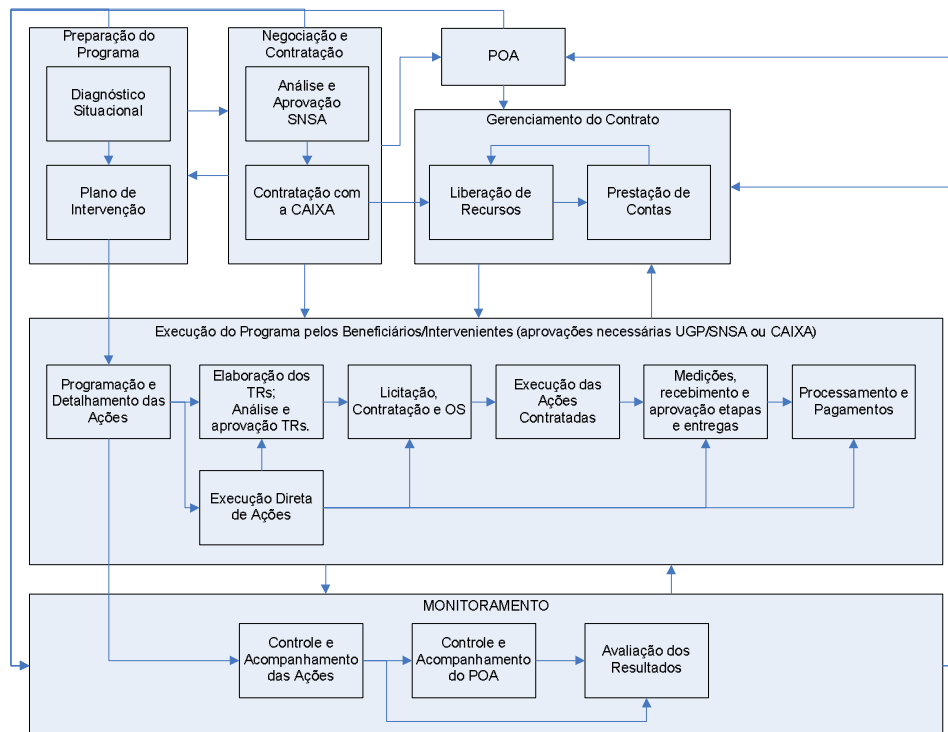 Preparação do
Programa
Diagnóstico
Situacional
Plano de
Intervenção
Negociação e
Contratação
Análise e
Aprovação
SNSA
Contratação com
a CAIXA
POA
Gerenciamento do Contrato
Liberação de
Recursos
Prestação de
Contas
Execução do Programa pelos Beneficiários/Intervenientes (aprovações necessárias UGP/SNSA ou CAIXA)
Programação e
Detalhamento das
Ações
Elaboração dos
TRs;
Análise e
aprovação TRs.
Licitação,
Contratação e OS
Execução das
Ações
Contratadas
Medições,
recebimento e
aprovação etapas
e entregas
Processamento e
Pagamentos
Execução Direta
de Ações
MONITORAMENTO
Controle e
Acompanhamento
das Ações
Controle e
Acompanhamento
do POA
Avaliação dos
Resultados